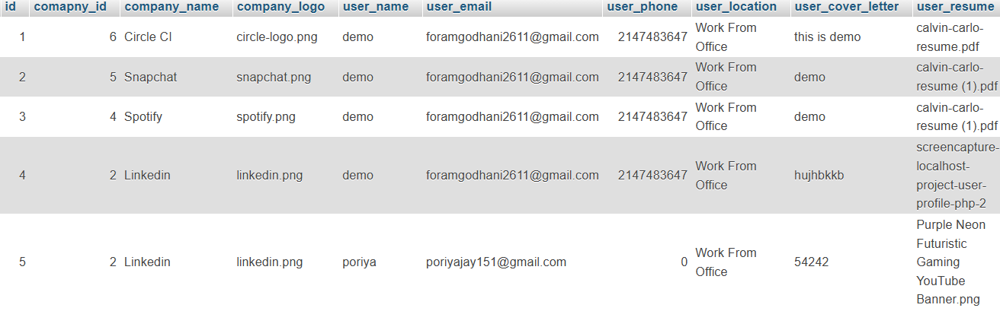 id comapny_id company_name company_logo user_name user_email user_phone user_location user_cover_letter user_resume
1 6 Circle CI circle-logo.png demo foramgodhani2611@gmail.com 2147483647 Work From Office this is demo calvin-carlo-resume.pdf
2 5 Snapchat snapchat.png demo foramgodhani2611@gmail.com 2147483647 Work From Office demo calvin-carlo-resume (1).pdf
3 4 Spotify spotify.png demo foramgodhani2611@gmail.com 2147483647 Work From Office demo calvin-carlo-resume (1).pdf
4 2 Linkedin linkedin.png demo foramgodhani2611@gmail.com 2147483647 Work From Office hujhbkkb screencapture-localhost-project-user-profile-php-2
5 2 Linkedin linkedin.png poriya poriyajay151@gmail.com 0 Work From Office 54242 Purple Neon Futuristic Gaming YouTube Banner.png